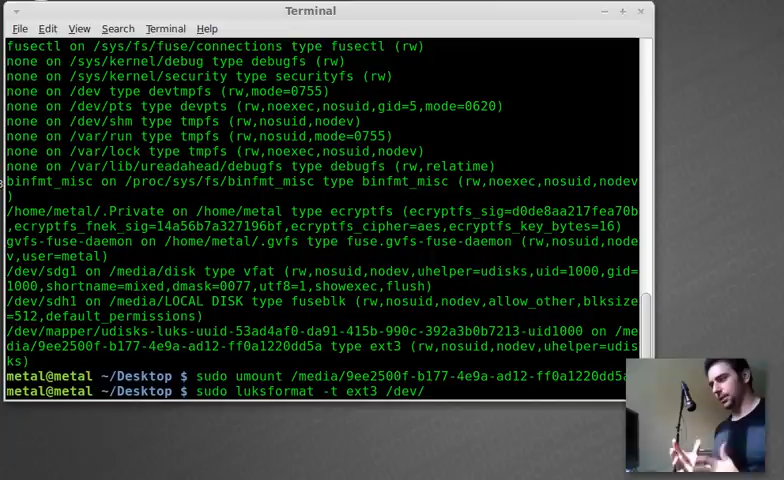 Terminal
File Edit View Search Terminal Help
fusectl on /sys/fs/fuse/connections type fusectl (rw)
none on /sys/kernel/debug type debugfs (rw)
none on /sys/kernel/security type securityfs (rw)
none on /dev type devtmpfs (rw,mode=0755)
none on /dev/pts type devpts (rw,noexec,nosuid,gid=5,mode=0620)
none on /dev/shm type tmpfs (rw,nosuid,nodev)
none on /var/run type tmpfs (rw,nosuid,mode=0755)
none on /var/lock type tmpfs (rw,noexec,nosuid,nodev)
none on /var/lib/ureadahead/debugfs type debugfs (rw,relatime)
binfmt_misc on /proc/sys/fs/binfmt_misc type binfmt_misc (rw,noexec,nosuid,nodev
)
/home/metal/.Private on /home/metal type ecryptfs (ecryptfs_sig=d0de8aa217fea70b
,ecryptfs_fnek_sig=14a56b7a327196bf,ecryptfs_cipher=aes,ecryptfs_key_bytes=16)
gvfs-fuse-daemon on /home/metal/.gvfs type fuse.gvfs-fuse-daemon (rw,nosuid,node
v,user=metal)
/dev/sdg1 on /media/disk type vfat (rw,nosuid,nodev,uhelper=udisks,uid=1000,gid=
1000,shortname=mixed,dmask=0077,utf8=1,showexec,flush)
/dev/sdh1 on /media/LOCAL DISK type fuseblk (rw,nosuid,nodev,allow_other,blksize
=512,default_permissions)
/dev/mapper/udisks-luks-uuid-53ad4af0-da91-415b-990c-392a3b0b7213-uid1000 on /me
dia/9ee2500f-b177-4e9a-ad12-ff0a1220dd5a type ext3 (rw,nosuid,nodev,uhelper=udis
ks)
metal@metal ~/Desktop $ sudo umount /media/9ee2500f-b177-4e9a-ad12-ff0a1220dd5a
metal@metal ~/Desktop $ sudo luksformat -t ext3 /dev/